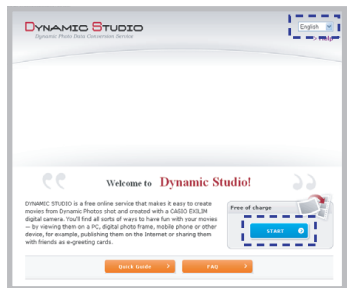 DYNAMIC STUDIO
Dynamic Photo Data Conversion Service
English
Help
Welcome to Dynamic Studio!
DYNAMIC STUDIO is a free online service that makes it easy to create
movies from Dynamic Photos shot and created with a CASIO EXILIM
digital camera. You'll find all sorts of ways to have fun with your movies
— by viewing them on a PC, digital photo frame, mobile phone or other
device, for example, publishing them on the Internet or sharing them
with friends as e-greeting cards.
Free of charge
START
Quick Guide
FAQ